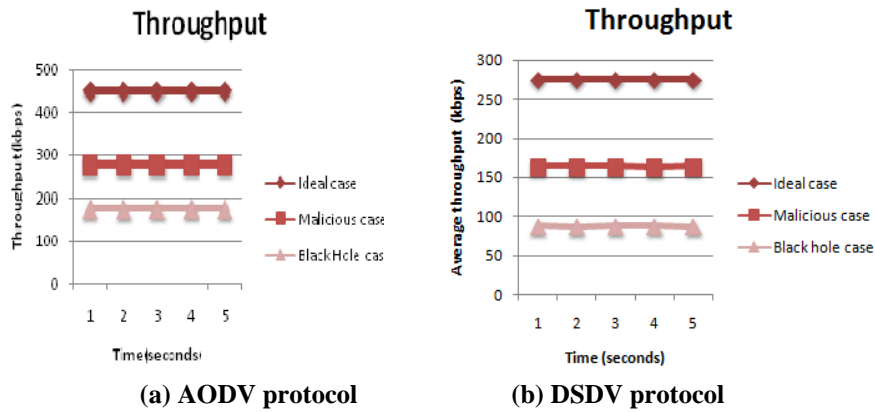 Throughput
500
400
300
200
100
0
Throughput (kbps)
1 2 3 4 5
Time (seconds)
Ideal case
Malicious case
Black Hole cas
(a) AODV protocol
Throughput
300
250
200
150
100
50
0
Average throughput (kbps)
1 2 3 4 5
Time (seconds)
Ideal case
Malicious case
Black hole case
(b) DSDV protocol